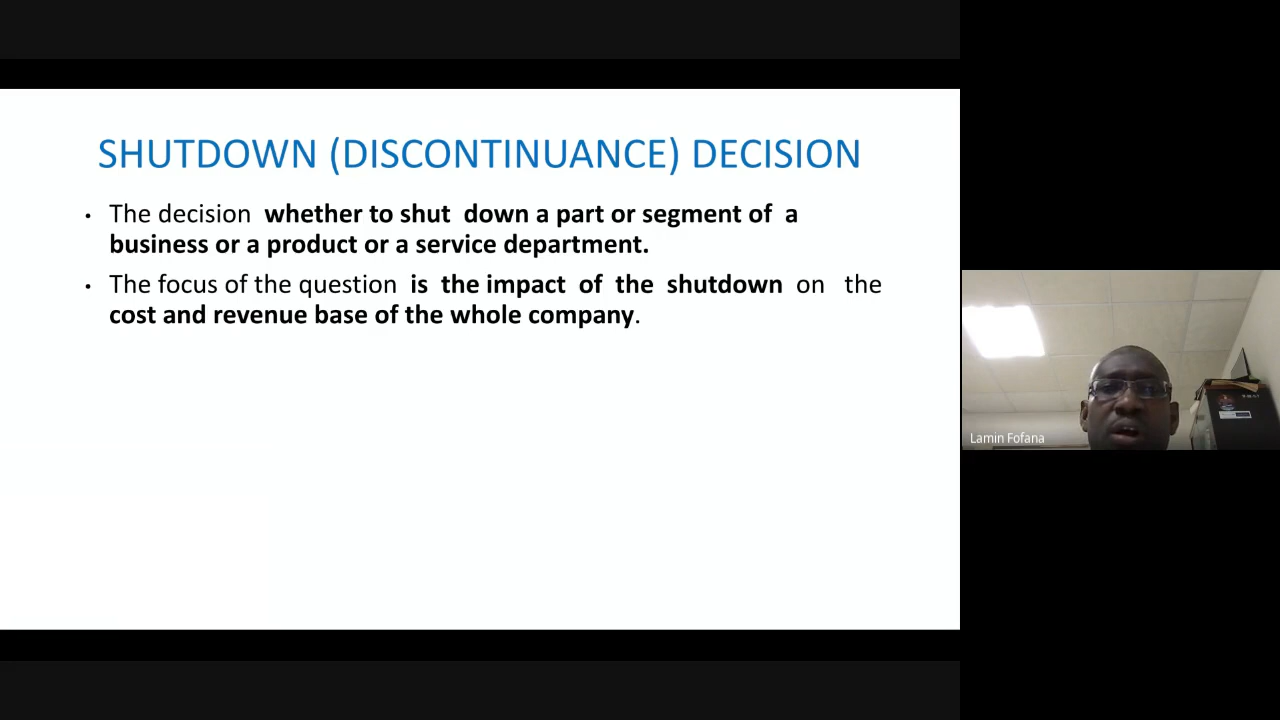 SHUTDOWN (DISCONTINUANCE) DECISION
• The decision whether to shut down a part or segment of a
business or a product or a service department.
• The focus of the question is the impact of the shutdown on the
cost and revenue base of the whole company.
Lamin Fofana